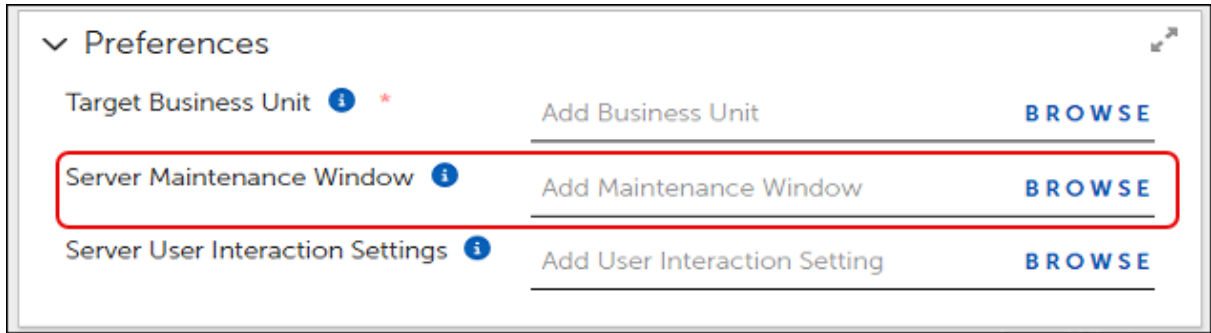 Preferences
Target Business Unit i * Add Business Unit BROWSE
Server Maintenance Window i Add Maintenance Window BROWSE
Server User Interaction Settings i Add User Interaction Setting BROWSE